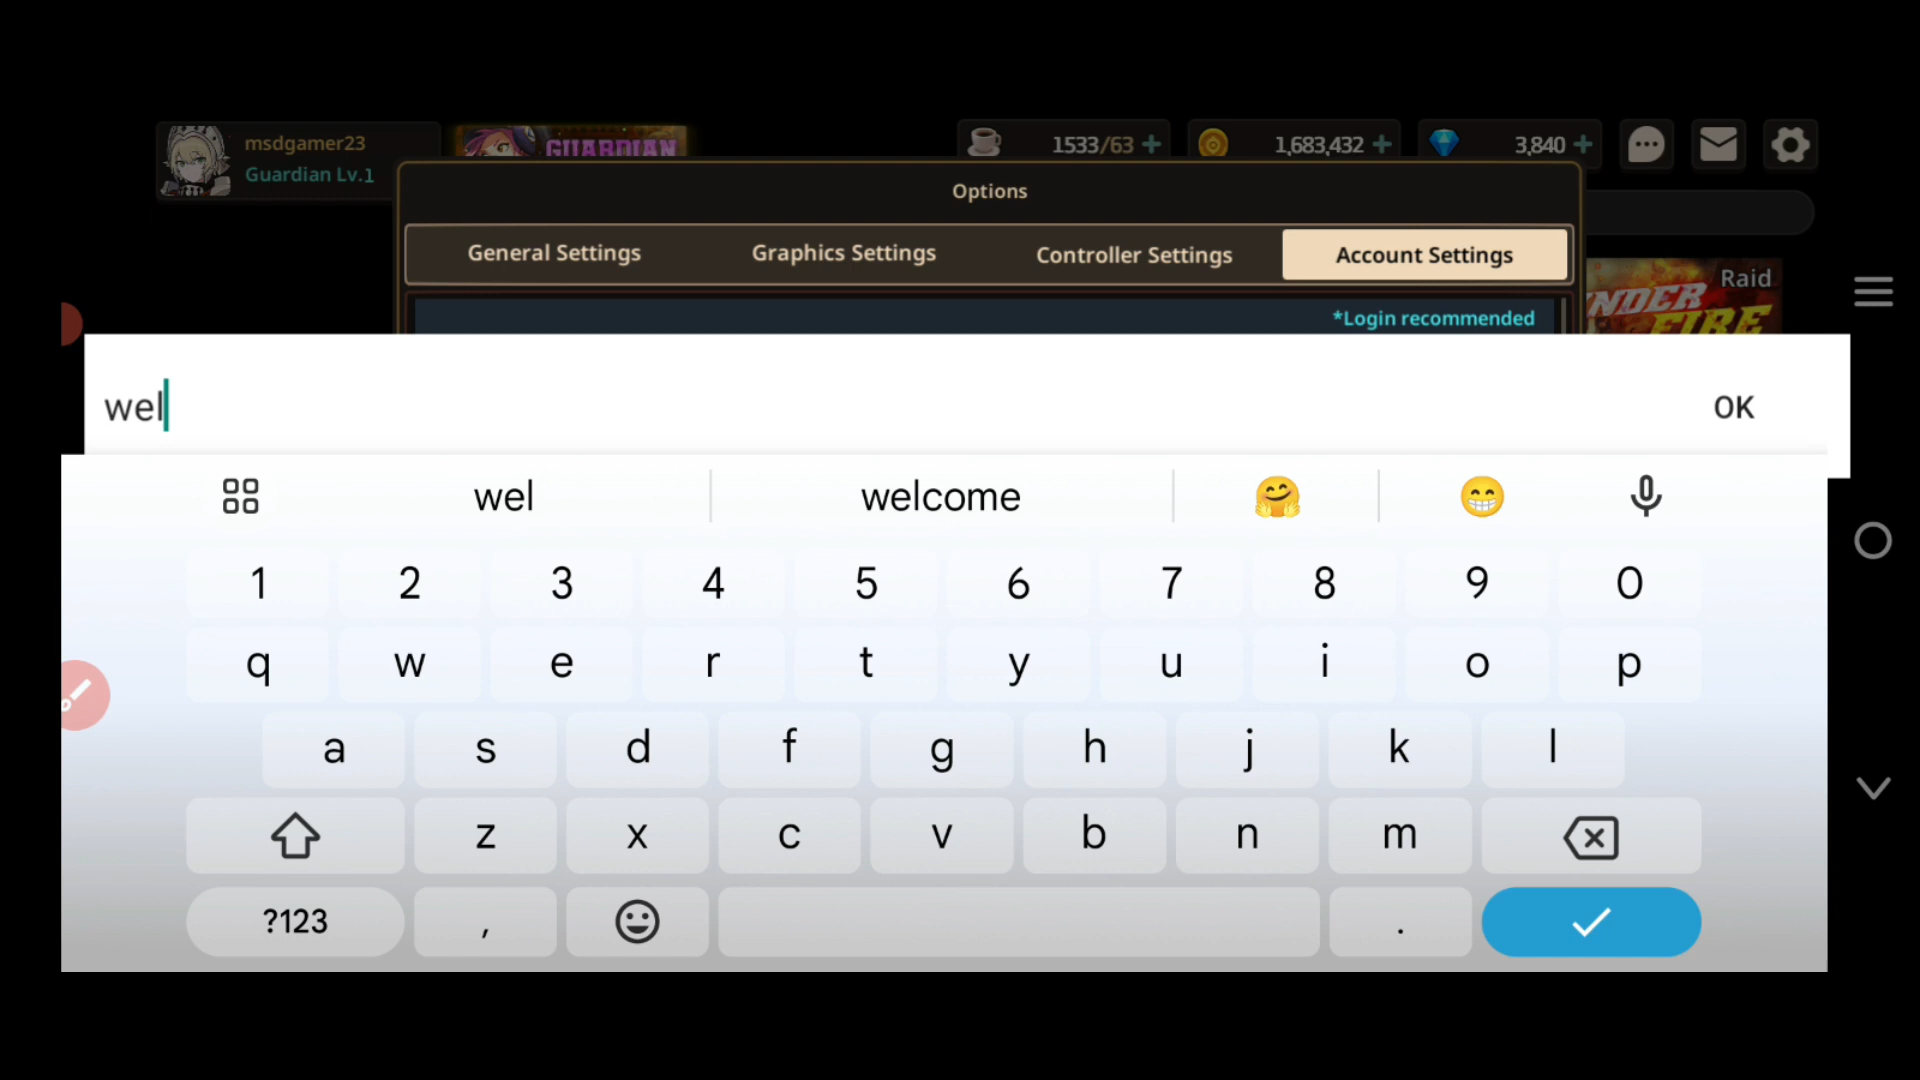 msdgamer23
Guardian Lv.1
GUARDIAN
1533/63
1,683,432
3,840
Options
General Settings
Graphics Settings
Controller Settings
Account Settings
*Login recommended
Raid
FIRE
wel
OK
wel
welcome
1 2 3 4 5 6 7 8 9 0
q w e r t y u i o p
a s d f g h j k l
z x c v b n m
?123 , .